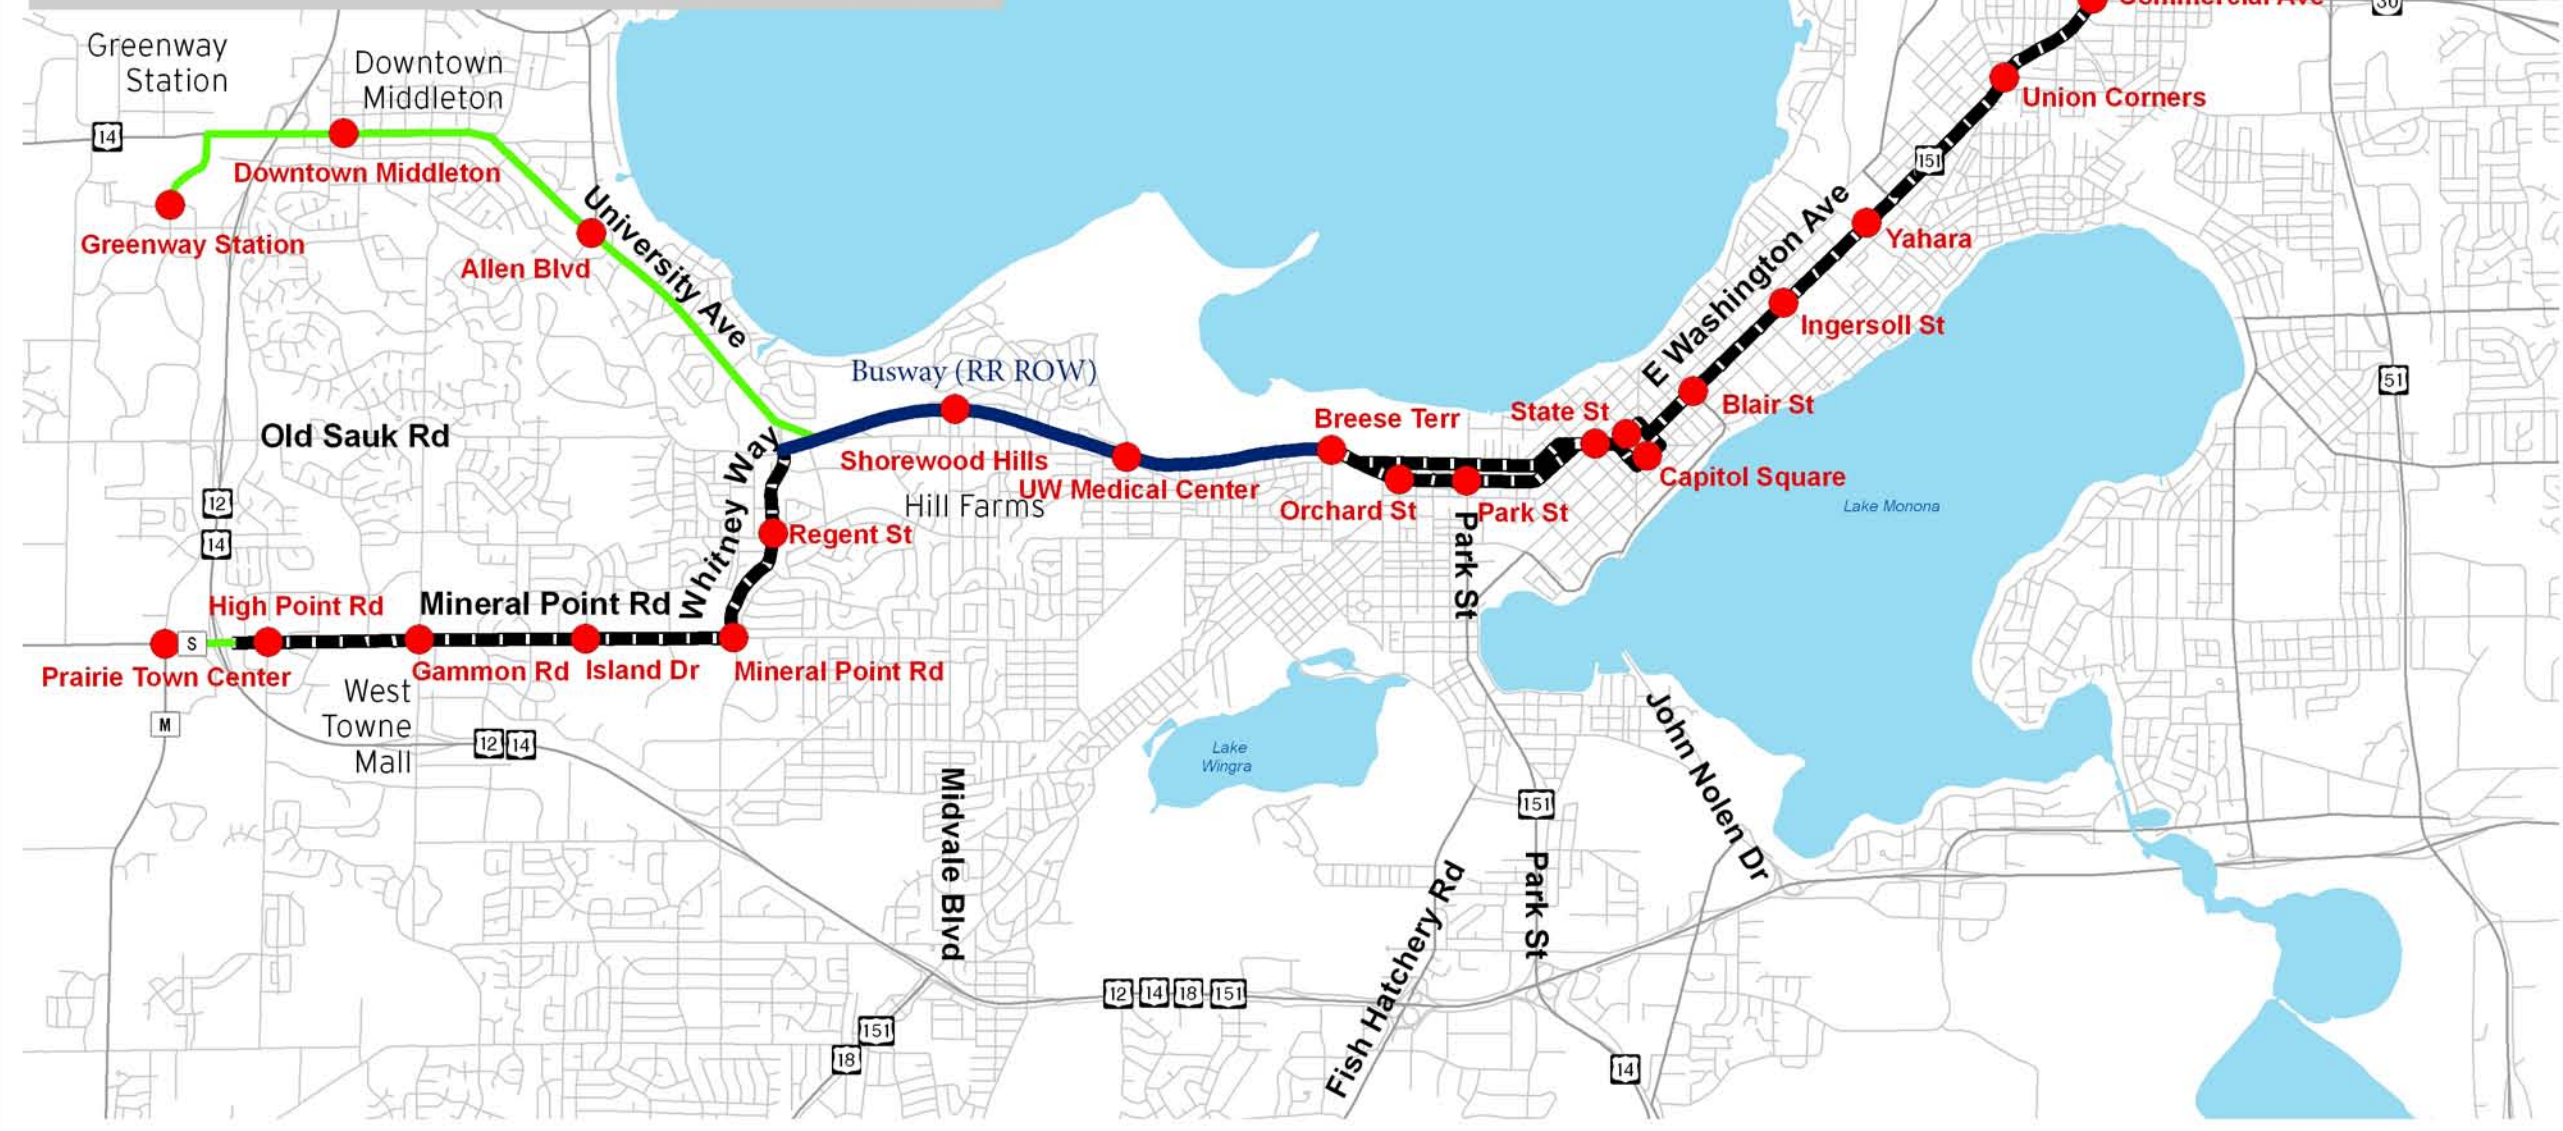 Commercial Ave
30
Greenway
Station
Downtown
Middleton
Union Corners
14
Downtown Middleton
151
University Ave
E Washington Ave
Greenway Station
Allen Blvd
Yahara
Ingersoll St
Busway (RR ROW)
51
Old Sauk Rd
Breese Terr
State St
Blair St
Whitney Way
Shorewood Hills
UW Medical Center
Capitol Square
Hill Farms
Orchard St
Park St
Lake Monona
12
14
Regent St
Park St
High Point Rd
Mineral Point Rd
S
Prairie Town Center
Gammon Rd
Island Dr
Mineral Point Rd
West
Towne
Mall
M
12
14
John Nolen Dr
Lake
Wingra
Midvale Blvd
151
Park St
Fish Hatchery Rd
12
14
18
151
151
18
14